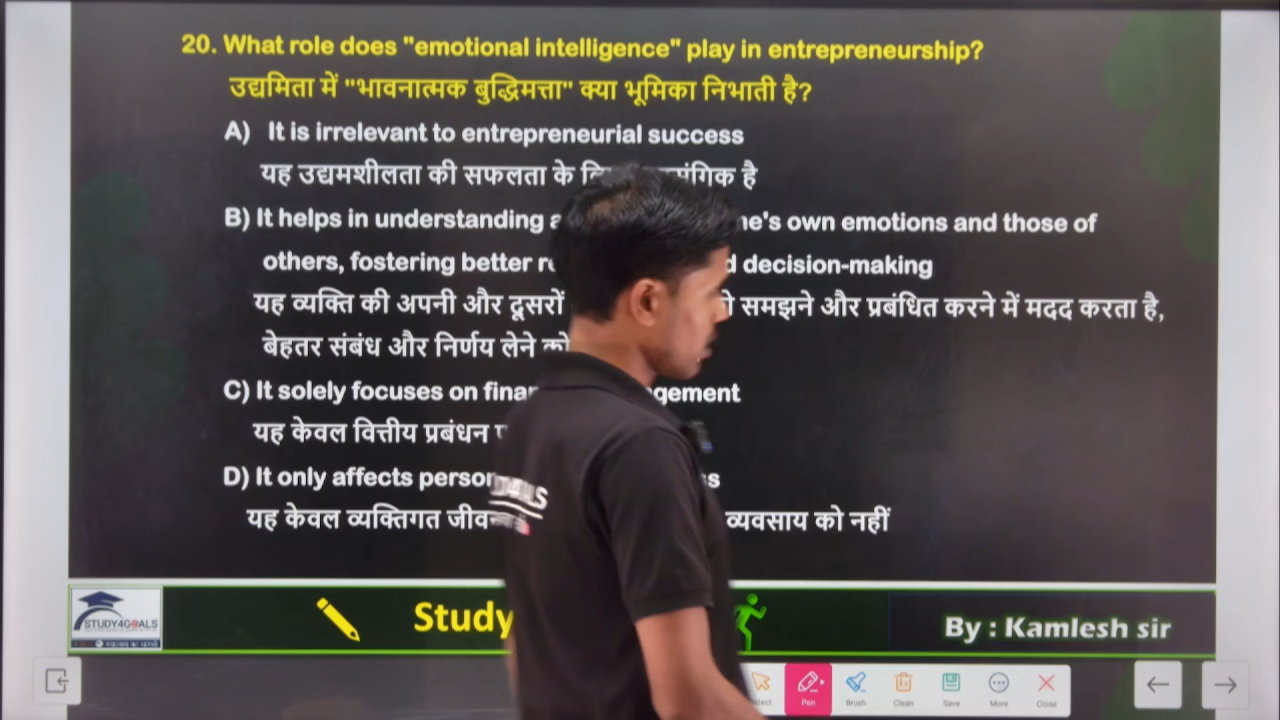 20. What role does "emotional intelligence" play in entrepreneurship?
उद्यमिता में "भावनात्मक बुद्धिमत्ता" क्या भूमिका निभाती है?
A) It is irrelevant to entrepreneurial success
यह उद्यमशीलता की सफलता के है
B) It helps in understanding own emotions and those of
others, fostering better decision-making
यह व्यक्ति की अपनी और दूसरों समझने और प्रबंधित करने में मदद करता है,
बेहतर संबंध और निर्णय लेने
C) It solely focuses on
यह केवल वित्तीय प्रबंधन
D) It only affects
यह केवल व्यक्तिगत व्यवसाय को नहीं
STUDY4GOALS
Study
By : Kamlesh sir
Pen
Brush
Clean
Save
More
Close